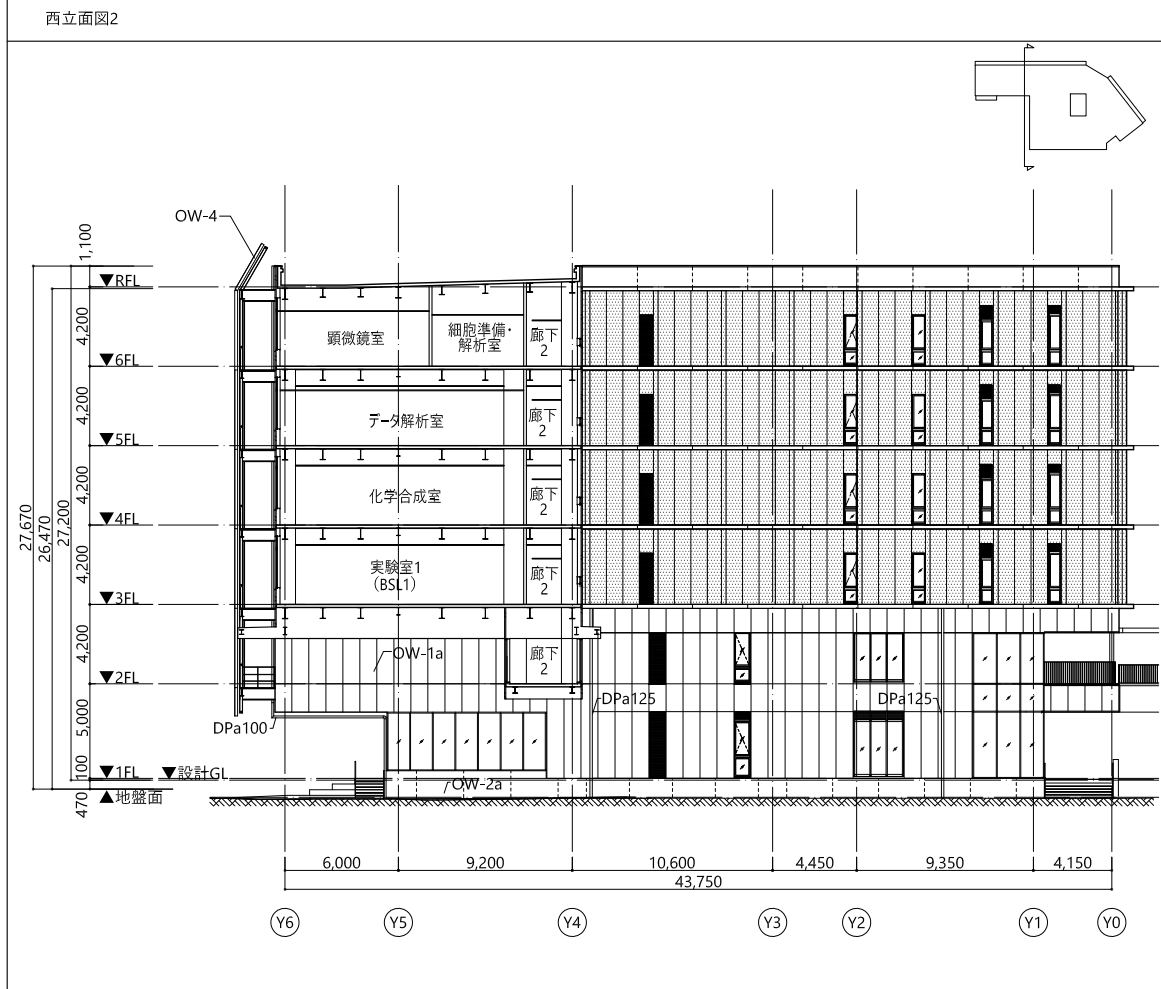 西立面図2
OW-4
1,100
▼RFL
4,200
▼6FL
4,200
▼5FL
4,200
▼4FL
4,200
▼3FL
4,200
▼2FL
5,000
▼1FL
▼設計GL
100
▲地盤面
470
27,670
26,470
27,200
顕微鏡室
細胞準備・
解析室
廊下
2
データ解析室
廊下
2
化学合成室
廊下
2
実験室1
(BSL1)
廊下
2
OW-1a
廊下
2
DPa100
DPa125
DPa125
OW-2a
6,000
9,200
10,600
4,450
9,350
4,150
43,750
Y6
Y5
Y4
Y3
Y2
Y1
Y0